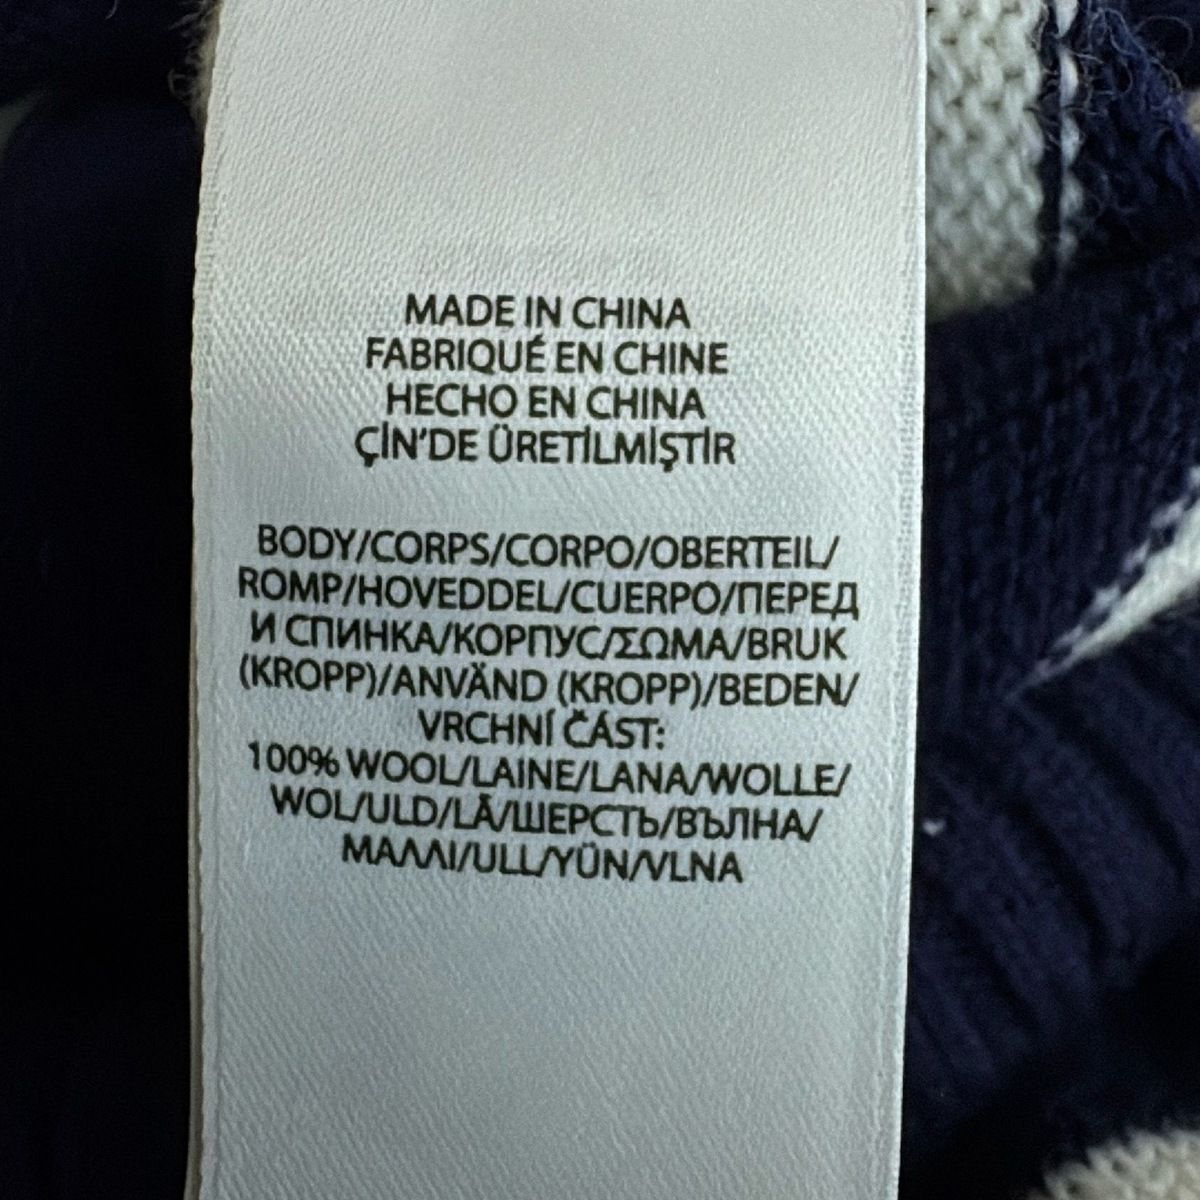 MADE IN CHINA
FABRIQUÉ EN CHINE
HECHO EN CHINA
ÇİN'DE ÜRETİLMİŞTİR
BODY/CORPS/CORPO/OBERTEIL/
ROMP/HOVEDDEL/CUERPO/ПЕРЕД
И СПИНКА/КОРПУС/ΣΩΜΑ/BRUK
(KROPP)/ANVÄND (KROPP)/BEDEN/
VRCHNÍ ČÁST:
100% WOOL/LAINE/LANA/WOLLE/
WOL/ULD/LÃ/ШЕРСТЬ/ВЪЛНА/
ΜΑΛΛΙ/ULL/YÜN/VLNA